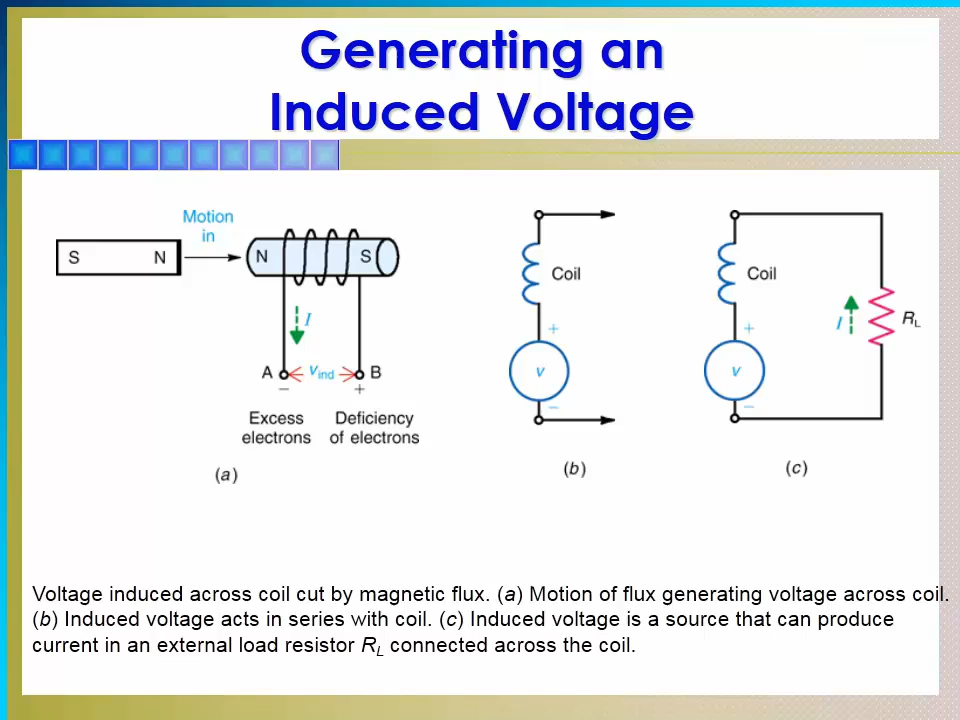 Generating an
Induced Voltage
Motion
in
S N
N S
I
A v_ind B
− +
Excess
electrons
Deficiency
of electrons
(a)
Coil
+
v
−
(b)
Coil
+
v
−
I
R_L
(c)
Voltage induced across coil cut by magnetic flux. (a) Motion of flux generating voltage across coil.
(b) Induced voltage acts in series with coil. (c) Induced voltage is a source that can produce
current in an external load resistor R_L connected across the coil.